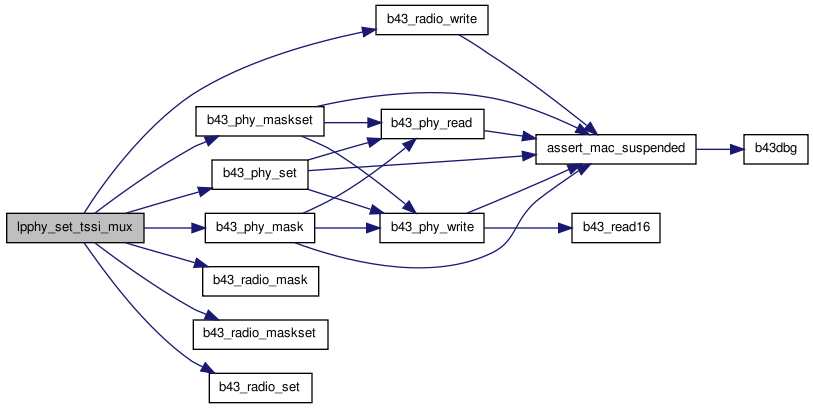 b43_radio_write
b43_phy_maskset
b43_phy_read
assert_mac_suspended
b43dbg
b43_phy_set
lpphy_set_tssi_mux
b43_phy_mask
b43_phy_write
b43_read16
b43_radio_mask
b43_radio_maskset
b43_radio_set